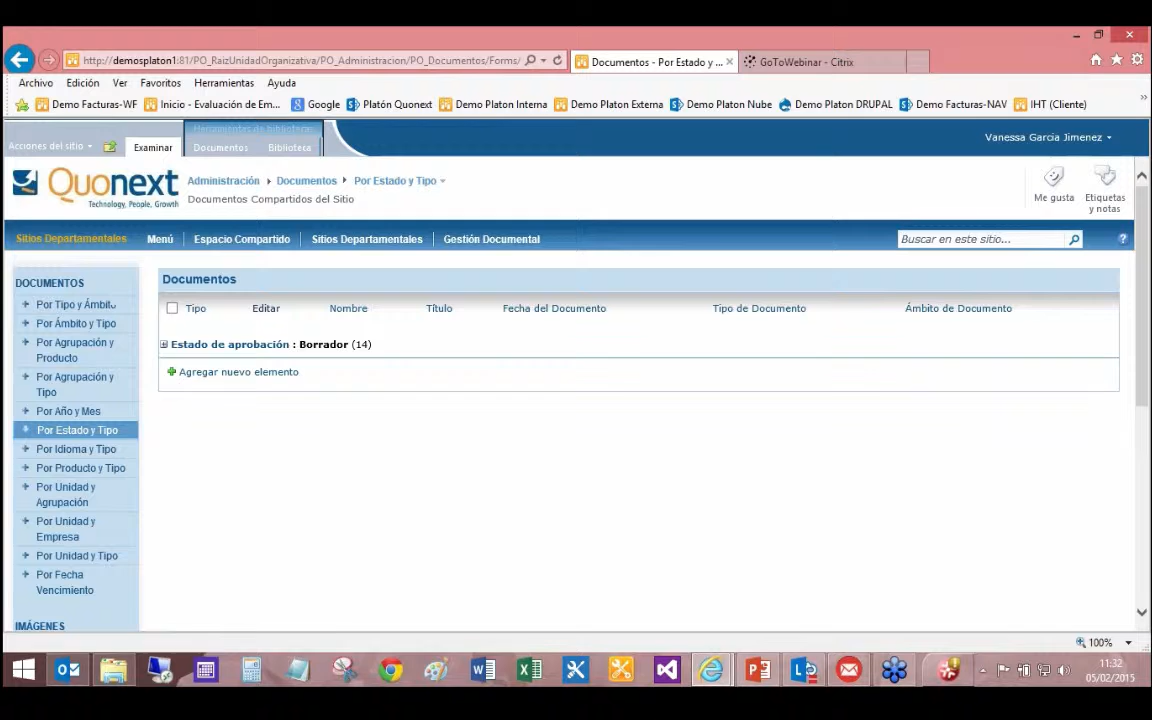 http://demosplaton1:81/PO_RaizUnidadOrganizativa/PO_Administracion/PO_Documentos/Forms/
Documentos - Por Estado y ...
GoToWebinar - Citrix
Archivo Edición Ver Favoritos Herramientas Ayuda
Demo Facturas-WF Inicio - Evaluación de Em... Google Platón Quonext Demo Platon Interna Demo Platon Externa Demo Platon Nube Demo Platon DRUPAL Demo Facturas-NAV IHT (Cliente)
Herramientas de bibliotecas
Acciones del sitio Examinar Documentos Biblioteca
Vanessa Garcia Jimenez
Quonext
Technology, People, Growth
Administración Documentos Por Estado y Tipo
Documentos Compartidos del Sitio
Me gusta
Etiquetas
y notas
Sitios Departamentales Menú Espacio Compartido Sitios Departamentales Gestión Documental
Buscar en este sitio...
DOCUMENTOS
Por Tipo y Ámbito
Por Ámbito y Tipo
Por Agrupación y
Producto
Por Agrupación y
Tipo
Por Año y Mes
Por Estado y Tipo
Por Idioma y Tipo
Por Producto y Tipo
Por Unidad y
Agrupación
Por Unidad y
Empresa
Por Unidad y Tipo
Por Fecha
Vencimiento
IMÁGENES
Documentos
Tipo Editar Nombre Título Fecha del Documento Tipo de Documento Ámbito de Documento
Estado de aprobación : Borrador (14)
Agregar nuevo elemento
100%
11:32
05/02/2015